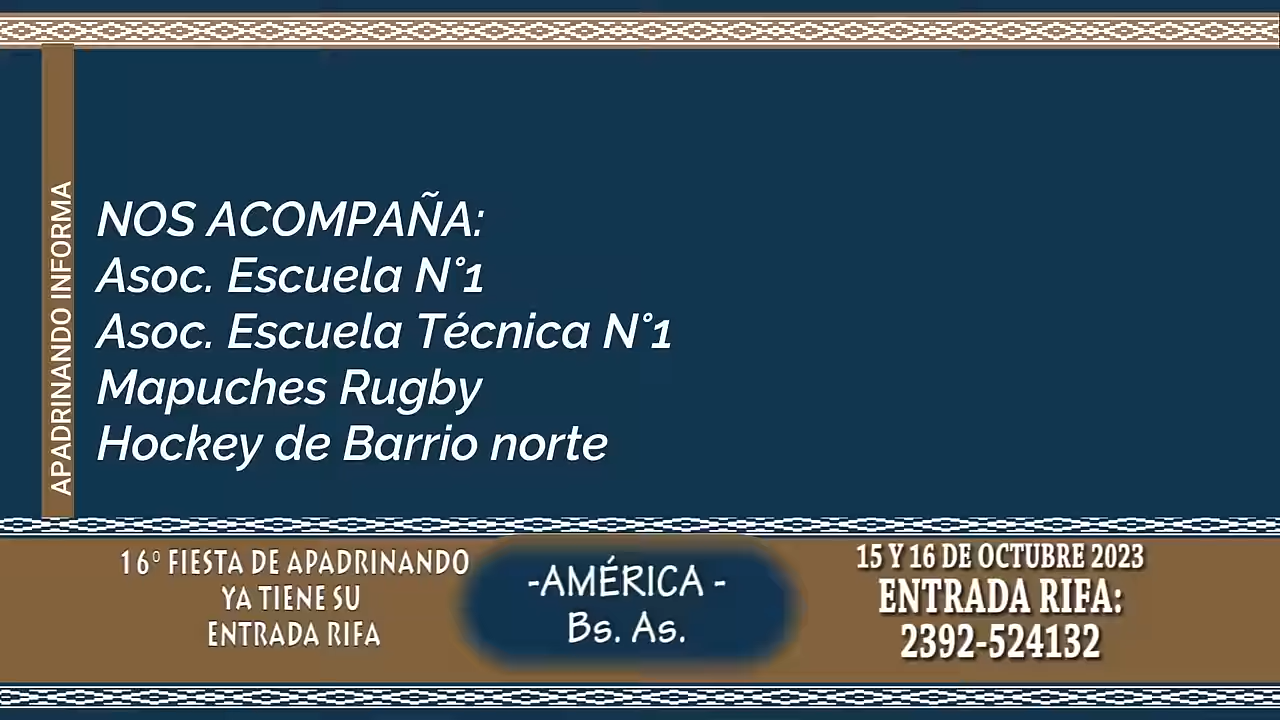 APADRINANDO INFORMA
NOS ACOMPAÑA:
Asoc. Escuela N°1
Asoc. Escuela Técnica N°1
Mapuches Rugby
Hockey de Barrio norte
16º FIESTA DE APADRINANDO
YA TIENE SU
ENTRADA RIFA
-AMÉRICA -
Bs. As.
15 Y 16 DE OCTUBRE 2023
ENTRADA RIFA:
2392-524132